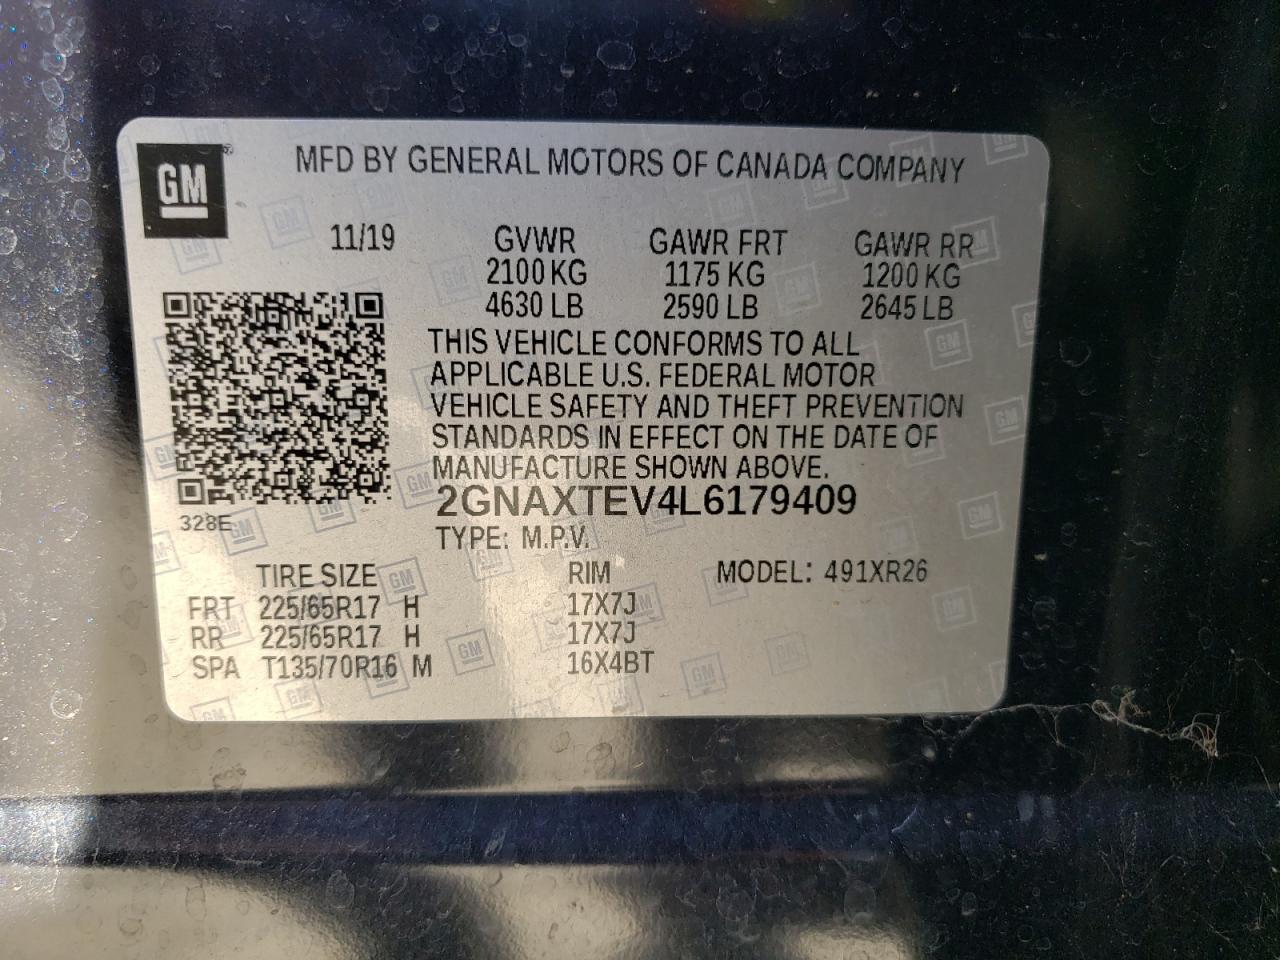 GM
MFD BY GENERAL MOTORS OF CANADA COMPANY
11/19 GVWR GAWR FRT GAWR RR
2100 KG 1175 KG 1200 KG
4630 LB 2590 LB 2645 LB
THIS VEHICLE CONFORMS TO ALL
APPLICABLE U.S. FEDERAL MOTOR
VEHICLE SAFETY AND THEFT PREVENTION
STANDARDS IN EFFECT ON THE DATE OF
MANUFACTURE SHOWN ABOVE.
2GNAXTEV4L6179409
328E
TYPE: M.P.V.
TIRE SIZE RIM MODEL: 491XR26
FRT 225/65R17 H 17X7J
RR 225/65R17 H 17X7J
SPA T135/70R16 M 16X4BT